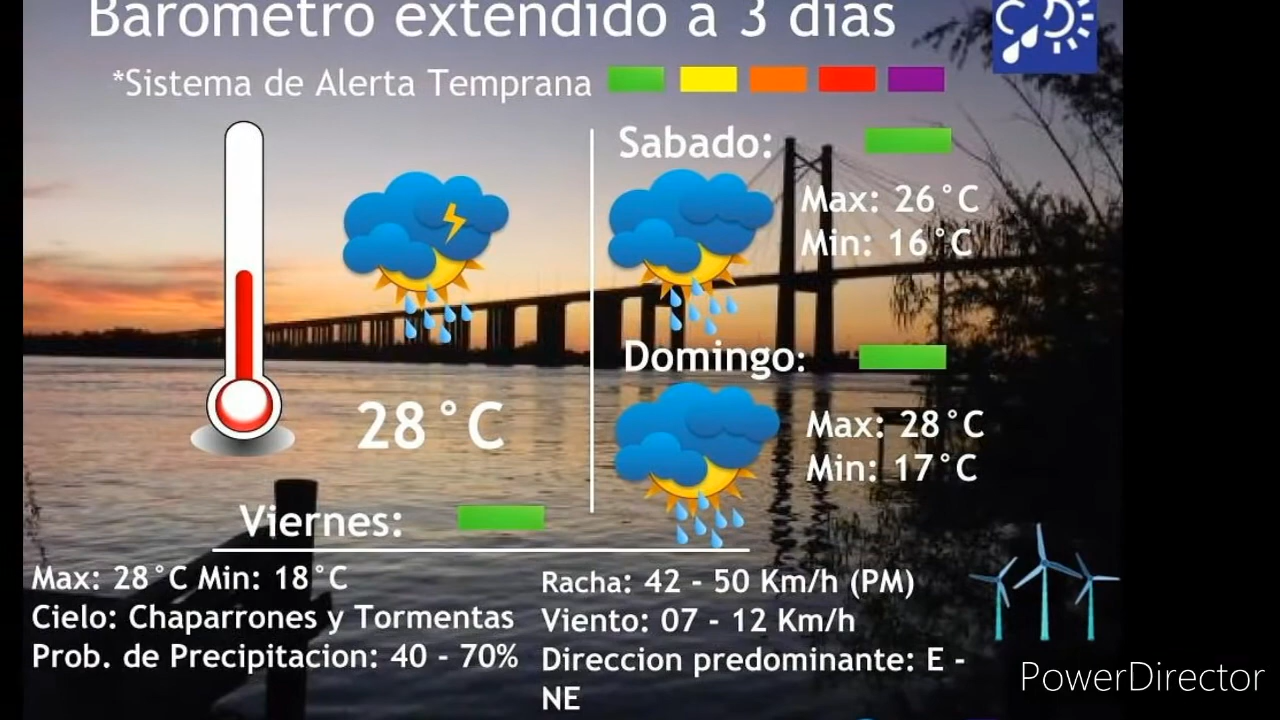 Barometro extendido a 3 dias
*Sistema de Alerta Temprana
Sabado:
Max: 26°C
Min: 16°C
Domingo:
Max: 28°C
Min: 17°C
28°C
Viernes:
Max: 28°C Min: 18°C
Cielo: Chaparrones y Tormentas
Prob. de Precipitacion: 40 - 70%
Racha: 42 - 50 Km/h (PM)
Viento: 07 - 12 Km/h
Direccion predominante: E -
NE
PowerDirector